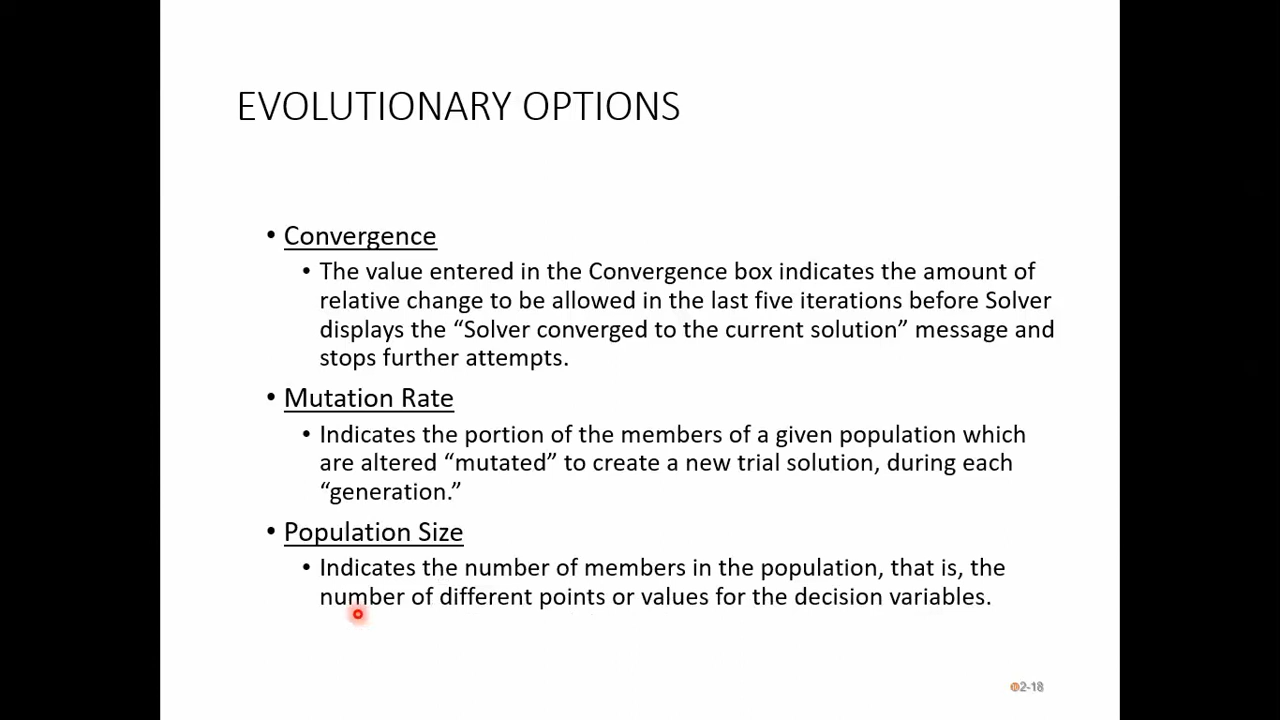 EVOLUTIONARY OPTIONS
• Convergence
• The value entered in the Convergence box indicates the amount of
relative change to be allowed in the last five iterations before Solver
displays the “Solver converged to the current solution” message and
stops further attempts.
• Mutation Rate
• Indicates the portion of the members of a given population which
are altered “mutated” to create a new trial solution, during each
“generation.”
• Population Size
• Indicates the number of members in the population, that is, the
number of different points or values for the decision variables.
2-18